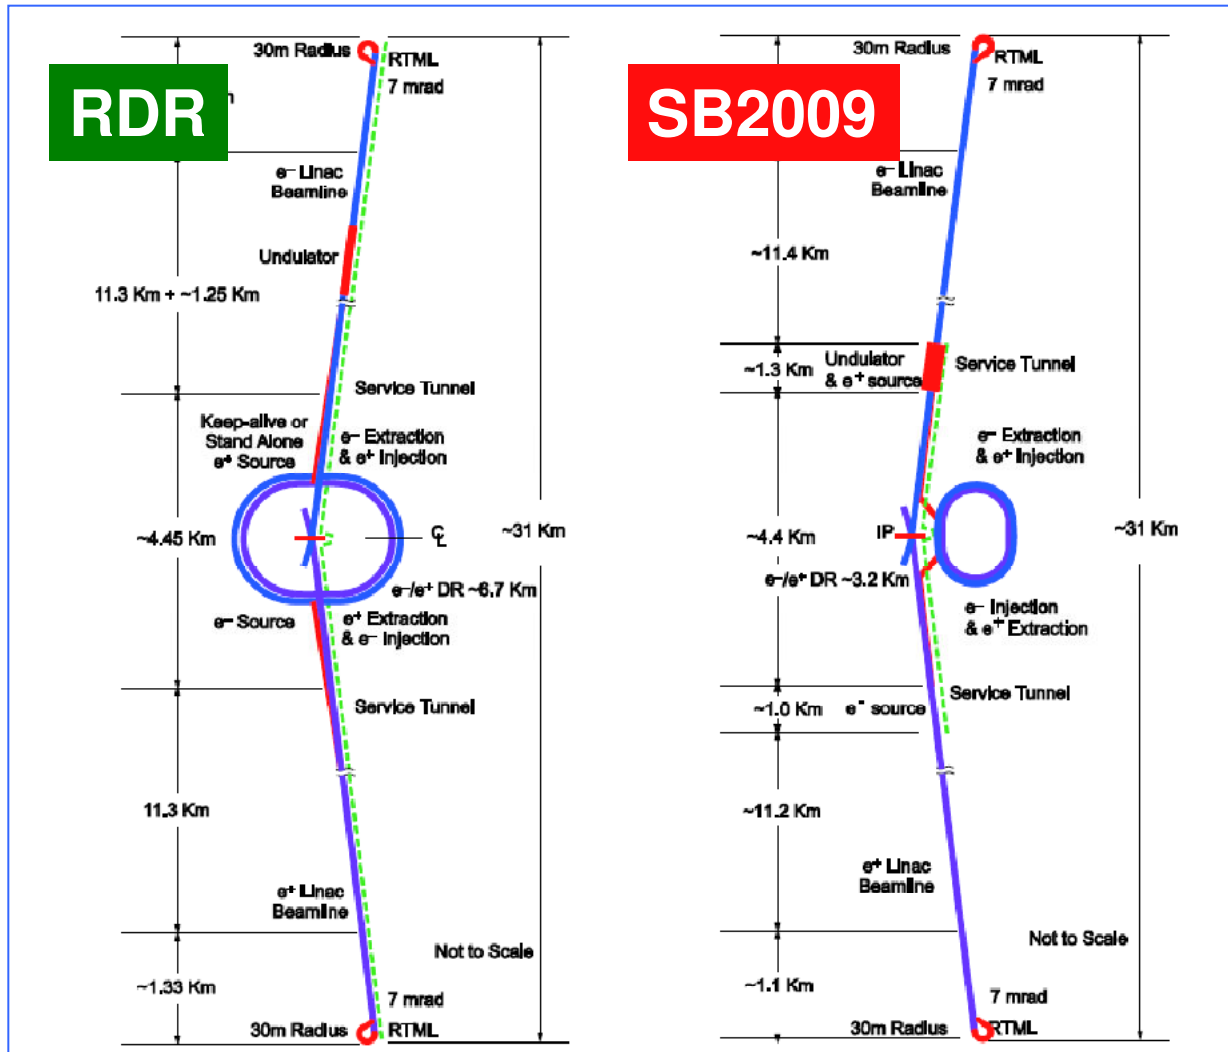 RDR
30m Radius
RTML
7 mrad
e– Linac
Beamline
Undulator
11.3 Km + ~1.25 Km
Service Tunnel
Keep-alive or
Stand Alone
e+ Source
e– Extraction
& e+ Injection
~4.45 Km
CL
~31 Km
e–/e+ DR ~6.7 Km
e– Source
e+ Extraction
& e– Injection
Service Tunnel
11.3 Km
e+ Linac
Beamline
Not to Scale
~1.33 Km
7 mrad
30m Radius
RTML
SB2009
30m Radius
RTML
7 mrad
e– Linac
Beamline
~11.4 Km
~1.3 Km
Undulator
& e+ source
Service Tunnel
e– Extraction
& e+ Injection
~4.4 Km
IP
~31 Km
e–/e+ DR ~3.2 Km
e– Injection
& e+ Extraction
Service Tunnel
~1.0 Km
e- source
~11.2 Km
e+ Linac
Beamline
Not to Scale
~1.1 Km
7 mrad
30m Radius
RTML